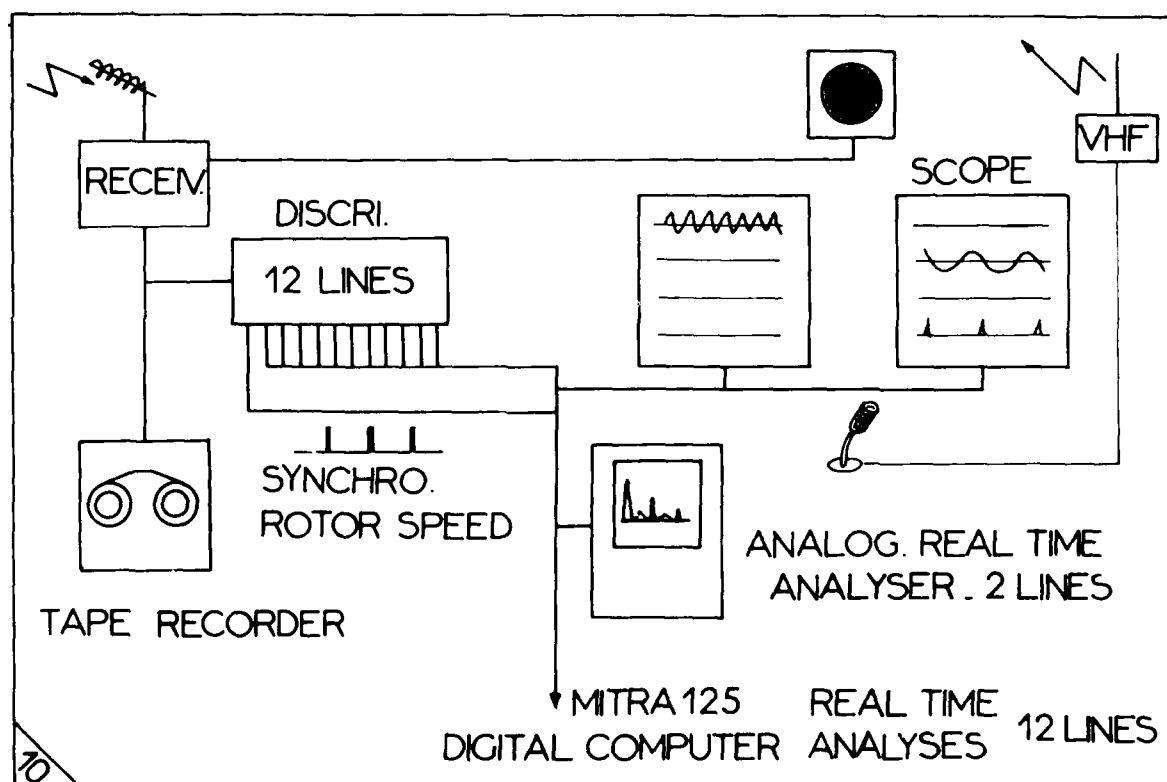 RECEIV.
VHF
SCOPE
DISCRI.
12 LINES
SYNCHRO.
ROTOR SPEED
TAPE RECORDER
ANALOG. REAL TIME
ANALYSER - 2 LINES
MITRA 125
DIGITAL COMPUTER
REAL TIME
ANALYSES
12 LINES
10